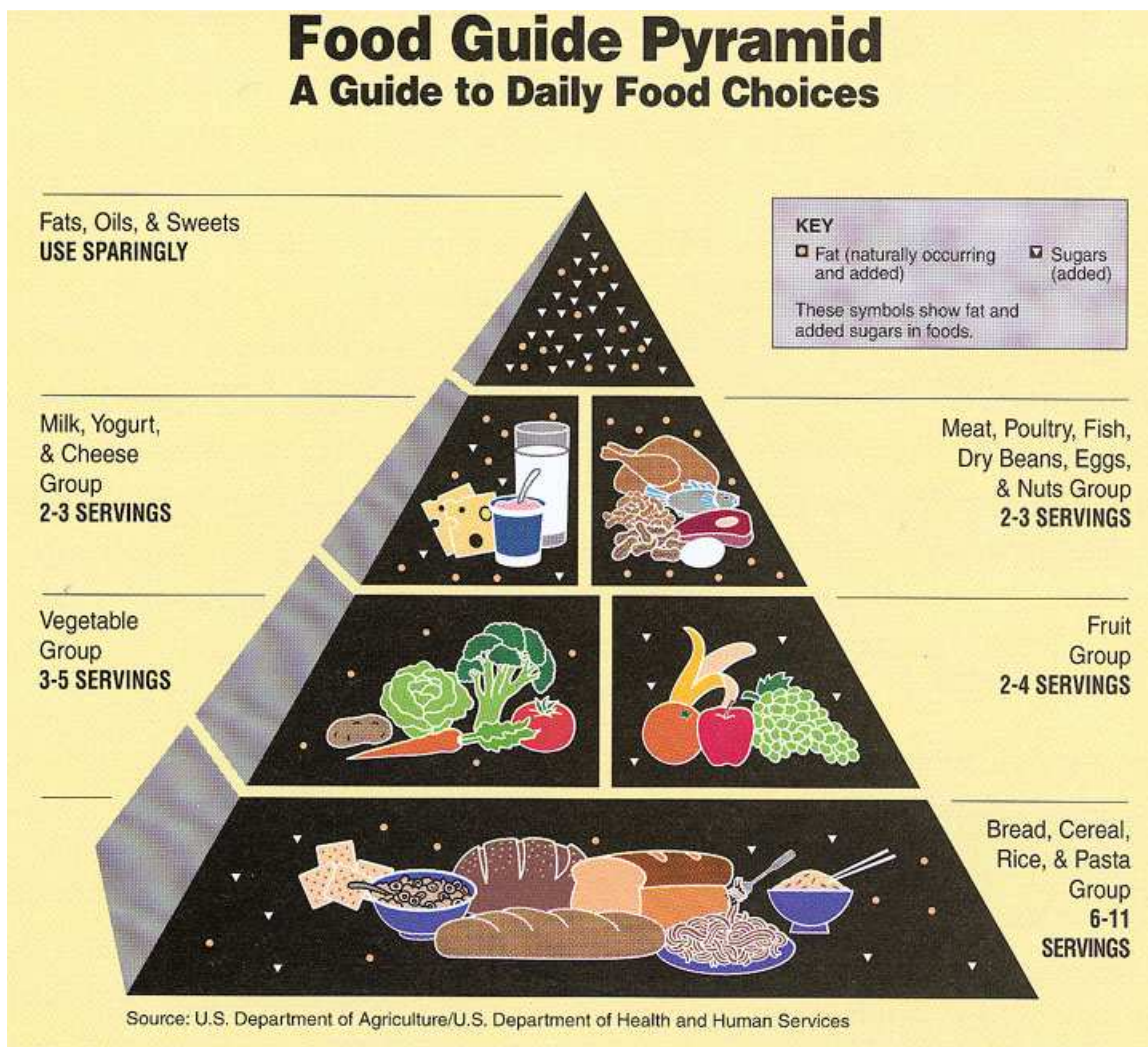 Food Guide Pyramid
A Guide to Daily Food Choices
Fats, Oils, & Sweets
USE SPARINGLY
KEY
Fat (naturally occurring
and added)
Sugars
(added)
These symbols show fat and
added sugars in foods.
Milk, Yogurt,
& Cheese
Group
2-3 SERVINGS
Meat, Poultry, Fish,
Dry Beans, Eggs,
& Nuts Group
2-3 SERVINGS
Vegetable
Group
3-5 SERVINGS
Fruit
Group
2-4 SERVINGS
Bread, Cereal,
Rice, & Pasta
Group
6-11
SERVINGS
Source: U.S. Department of Agriculture/U.S. Department of Health and Human Services